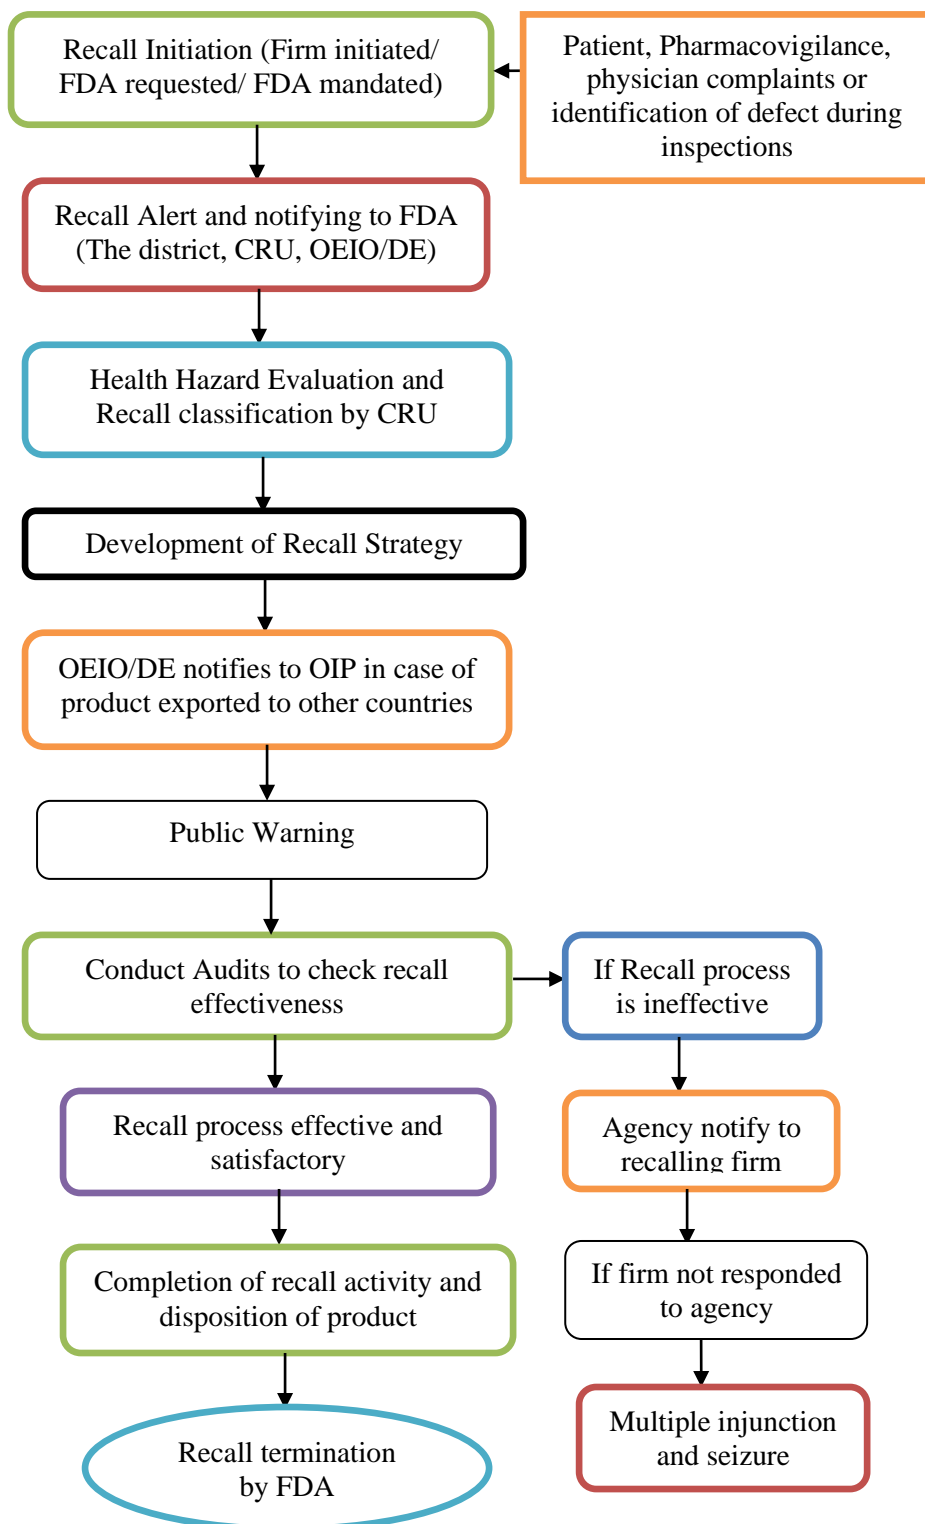 Recall Initiation (Firm initiated/
FDA requested/ FDA mandated)
Patient, Pharmacovigilance,
physician complaints or
identification of defect during
inspections
Recall Alert and notifying to FDA
(The district, CRU, OEIO/DE)
Health Hazard Evaluation and
Recall classification by CRU
Development of Recall Strategy
OEIO/DE notifies to OIP in case of
product exported to other countries
Public Warning
Conduct Audits to check recall
effectiveness
If Recall process
is ineffective
Recall process effective and
satisfactory
Agency notify to
recalling firm
Completion of recall activity and
disposition of product
If firm not responded
to agency
Recall termination
by FDA
Multiple injunction
and seizure